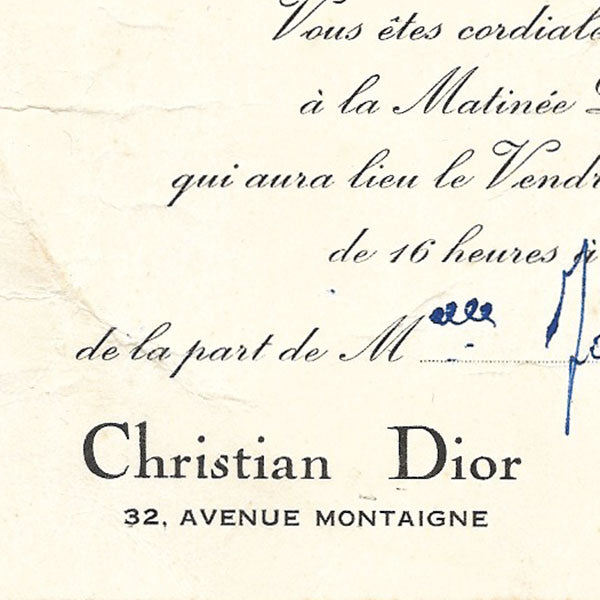 Vous êtes cordiale
à la Matinée
qui aura lieu le Vendr
de 16 heures à
de la part de Melle
Christian Dior
32, AVENUE MONTAIGNE